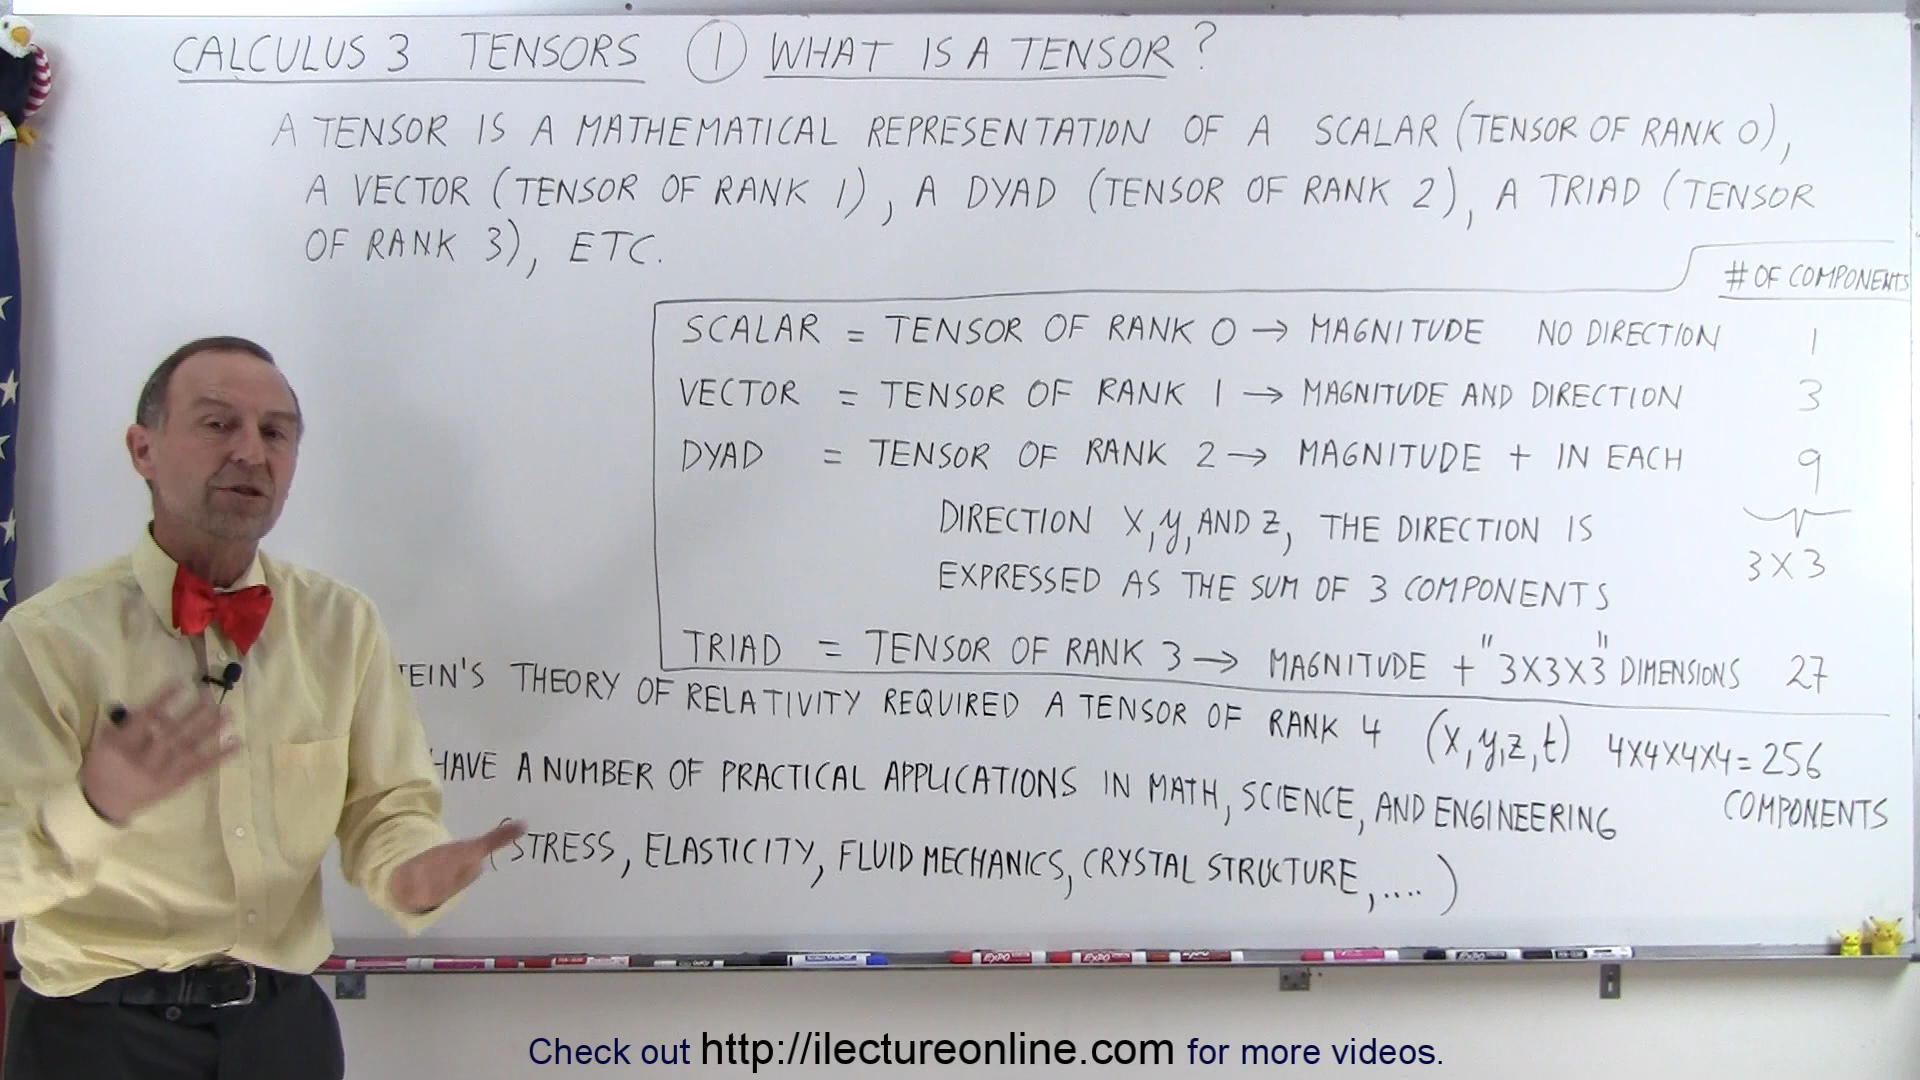 CALCULUS 3 TENSORS ① WHAT IS A TENSOR?
A TENSOR IS A MATHEMATICAL REPRESENTATION OF A SCALAR (TENSOR OF RANK 0),
A VECTOR (TENSOR OF RANK 1), A DYAD (TENSOR OF RANK 2), A TRIAD (TENSOR
OF RANK 3), ETC.
# OF COMPONENTS
SCALAR = TENSOR OF RANK 0 → MAGNITUDE NO DIRECTION 1
VECTOR = TENSOR OF RANK 1 → MAGNITUDE AND DIRECTION 3
DYAD = TENSOR OF RANK 2 → MAGNITUDE + IN EACH 9
DIRECTION X, y, AND Z, THE DIRECTION IS
3X3
EXPRESSED AS THE SUM OF 3 COMPONENTS
TRIAD = TENSOR OF RANK 3 → MAGNITUDE + "3X3X3" DIMENSIONS 27
TEIN'S THEORY OF RELATIVITY REQUIRED A TENSOR OF RANK 4 (X, y, z, t) 4X4X4X4 = 256
COMPONENTS
HAVE A NUMBER OF PRACTICAL APPLICATIONS IN MATH, SCIENCE, AND ENGINEERING
(STRESS, ELASTICITY, FLUID MECHANICS, CRYSTAL STRUCTURE, ....)
EXPO EXPO EXPO EXPO
Check out http://ilectureonline.com for more videos.